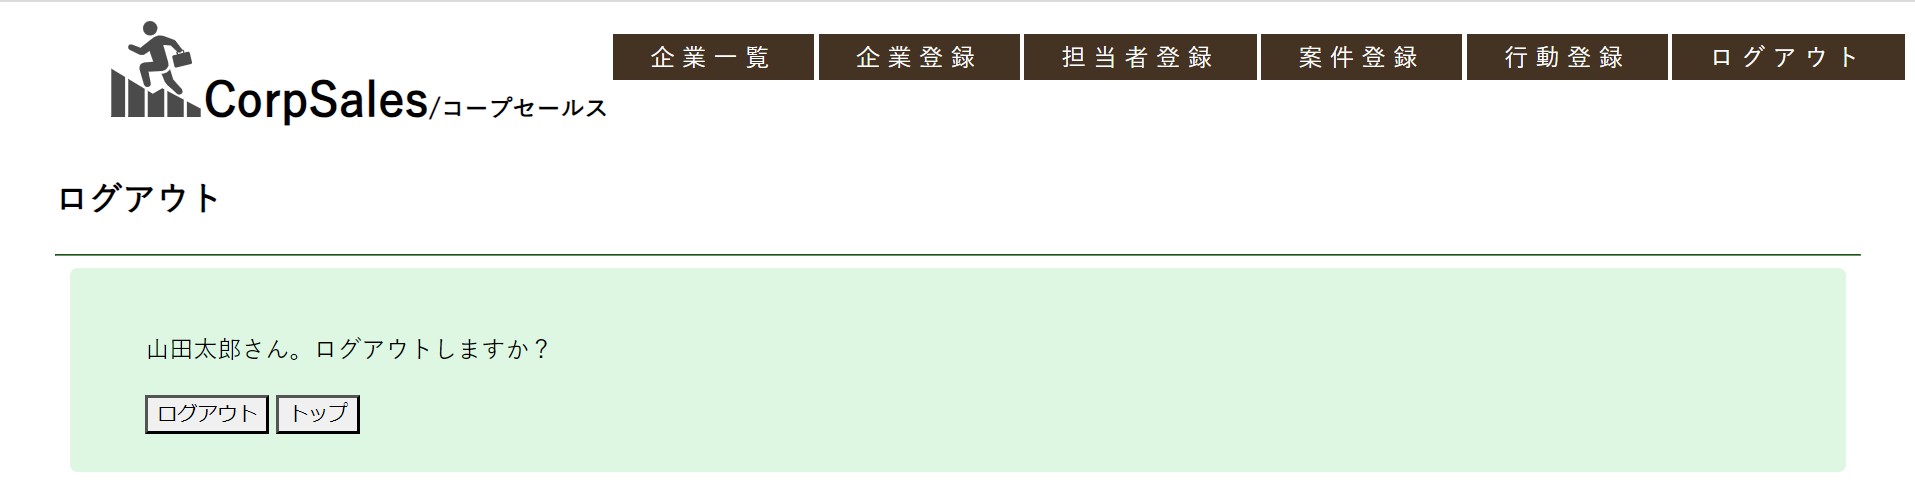 CorpSales/コープセールス
企業一覧 企業登録 担当者登録 案件登録 行動登録 ログアウト
ログアウト
山田太郎さん。ログアウトしますか？
ログアウト トップ